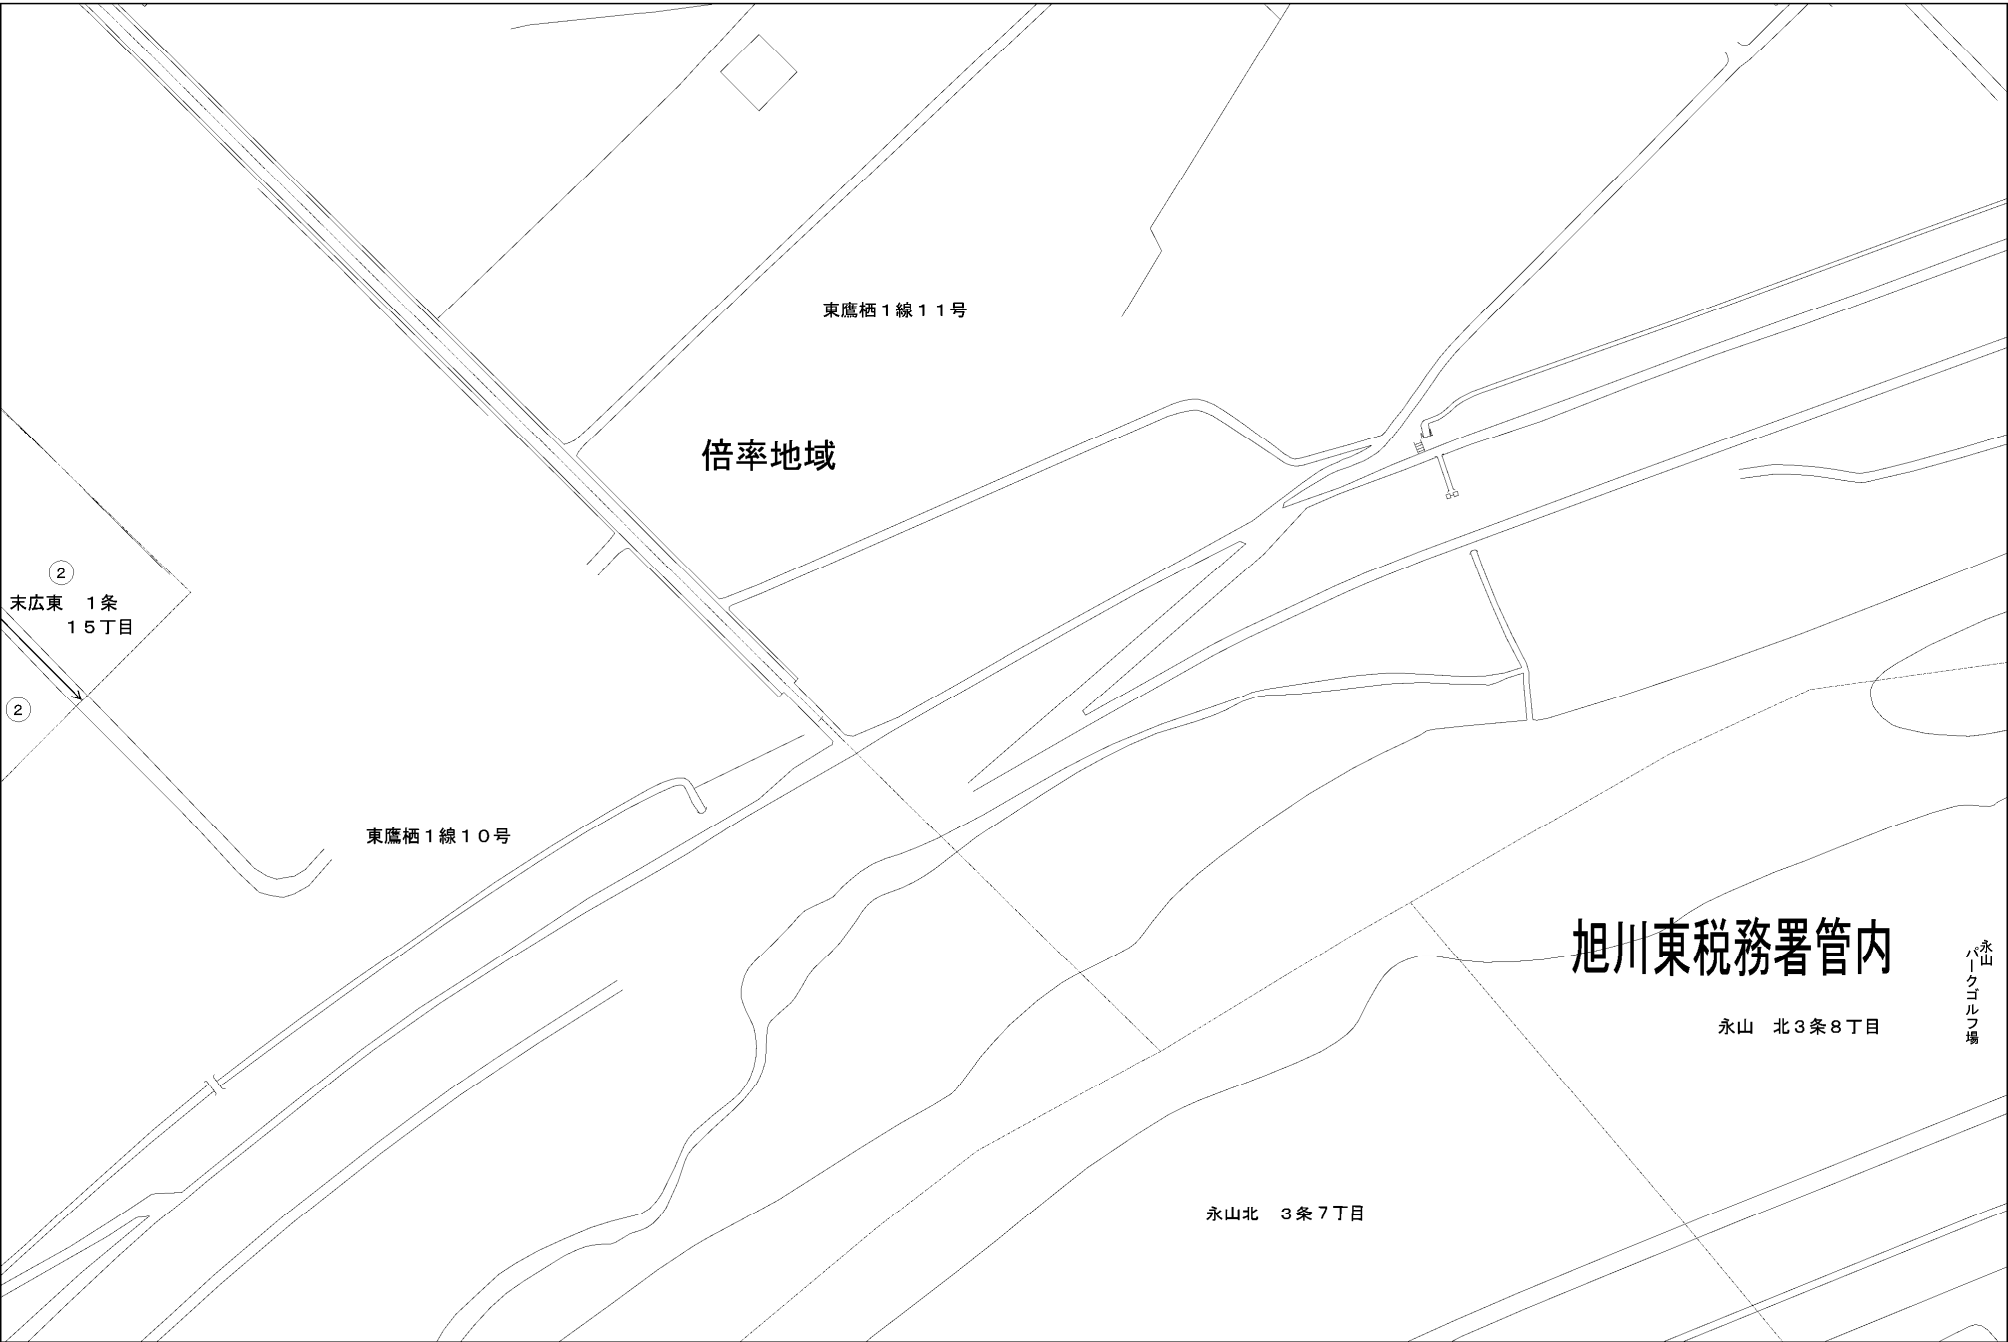 東鷹栖1線11号
倍率地域
②
末広東　1条
15丁目
②
東鷹栖1線10号
旭川東税務署管内
永山
パークゴルフ場
永山　北3条8丁目
永山北　3条7丁目